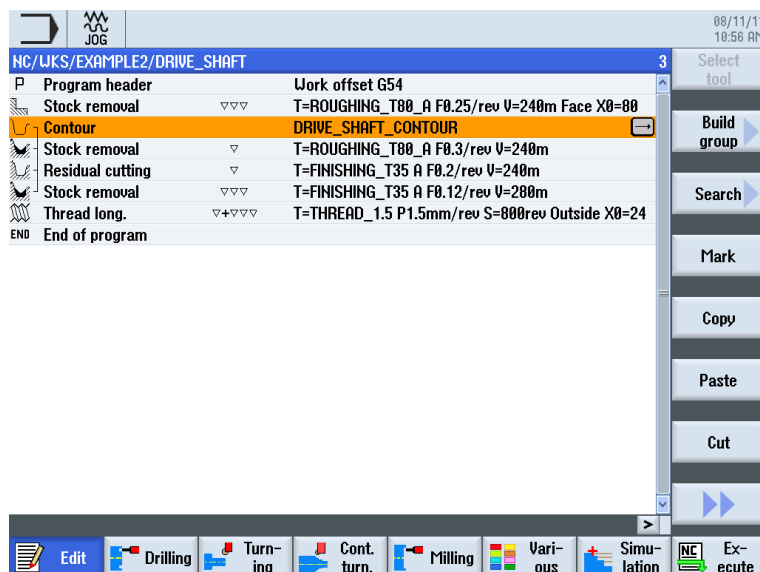 JOG
08/11/1
10:56 AM
NC/WKS/EXAMPLE2/DRIVE_SHAFT 3
P Program header Work offset G54
Stock removal ▽▽▽ T=ROUGHING_T80_A F0.25/rev V=240m Face X0=80
Contour DRIVE_SHAFT_CONTOUR
Stock removal ▽ T=ROUGHING_T80_A F0.3/rev V=240m
Residual cutting ▽ T=FINISHING_T35 A F0.2/rev V=240m
Stock removal ▽▽▽ T=FINISHING_T35 A F0.12/rev V=280m
Thread long. ▽+▽▽▽ T=THREAD_1.5 P1.5mm/rev S=800rev Outside X0=24
END End of program
Select
tool
Build
group
Search
Mark
Copy
Paste
Cut
Edit
Drilling
Turn-
ing
Cont.
turn.
Milling
Vari-
ous
Simu-
lation
NC
Ex-
ecute